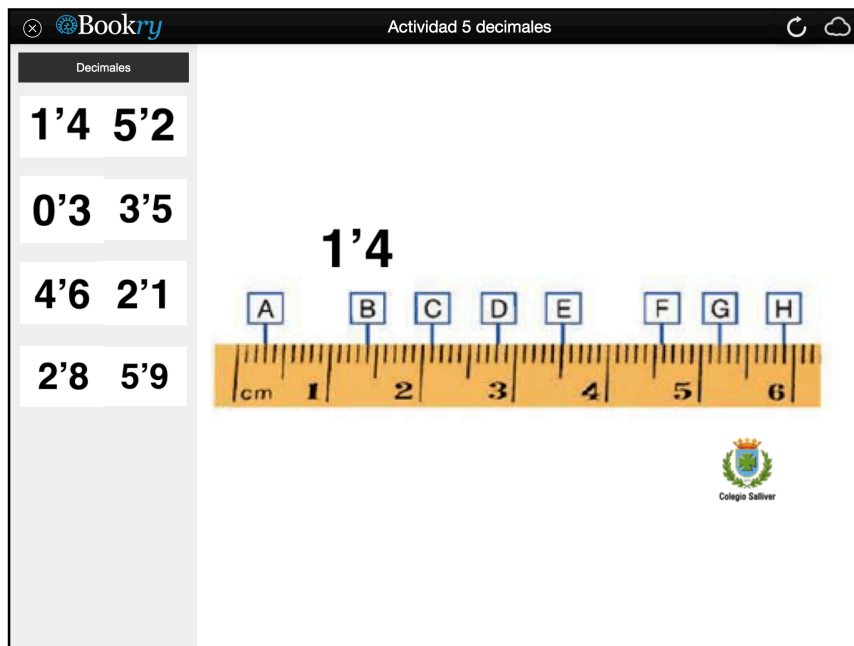 Bookry
Actividad 5 decimales
Decimales
1’4 5’2
0’3 3’5
4’6 2’1
2’8 5’9
1’4
A B C D E F G H
cm 1 2 3 4 5 6
Colegio Salliver